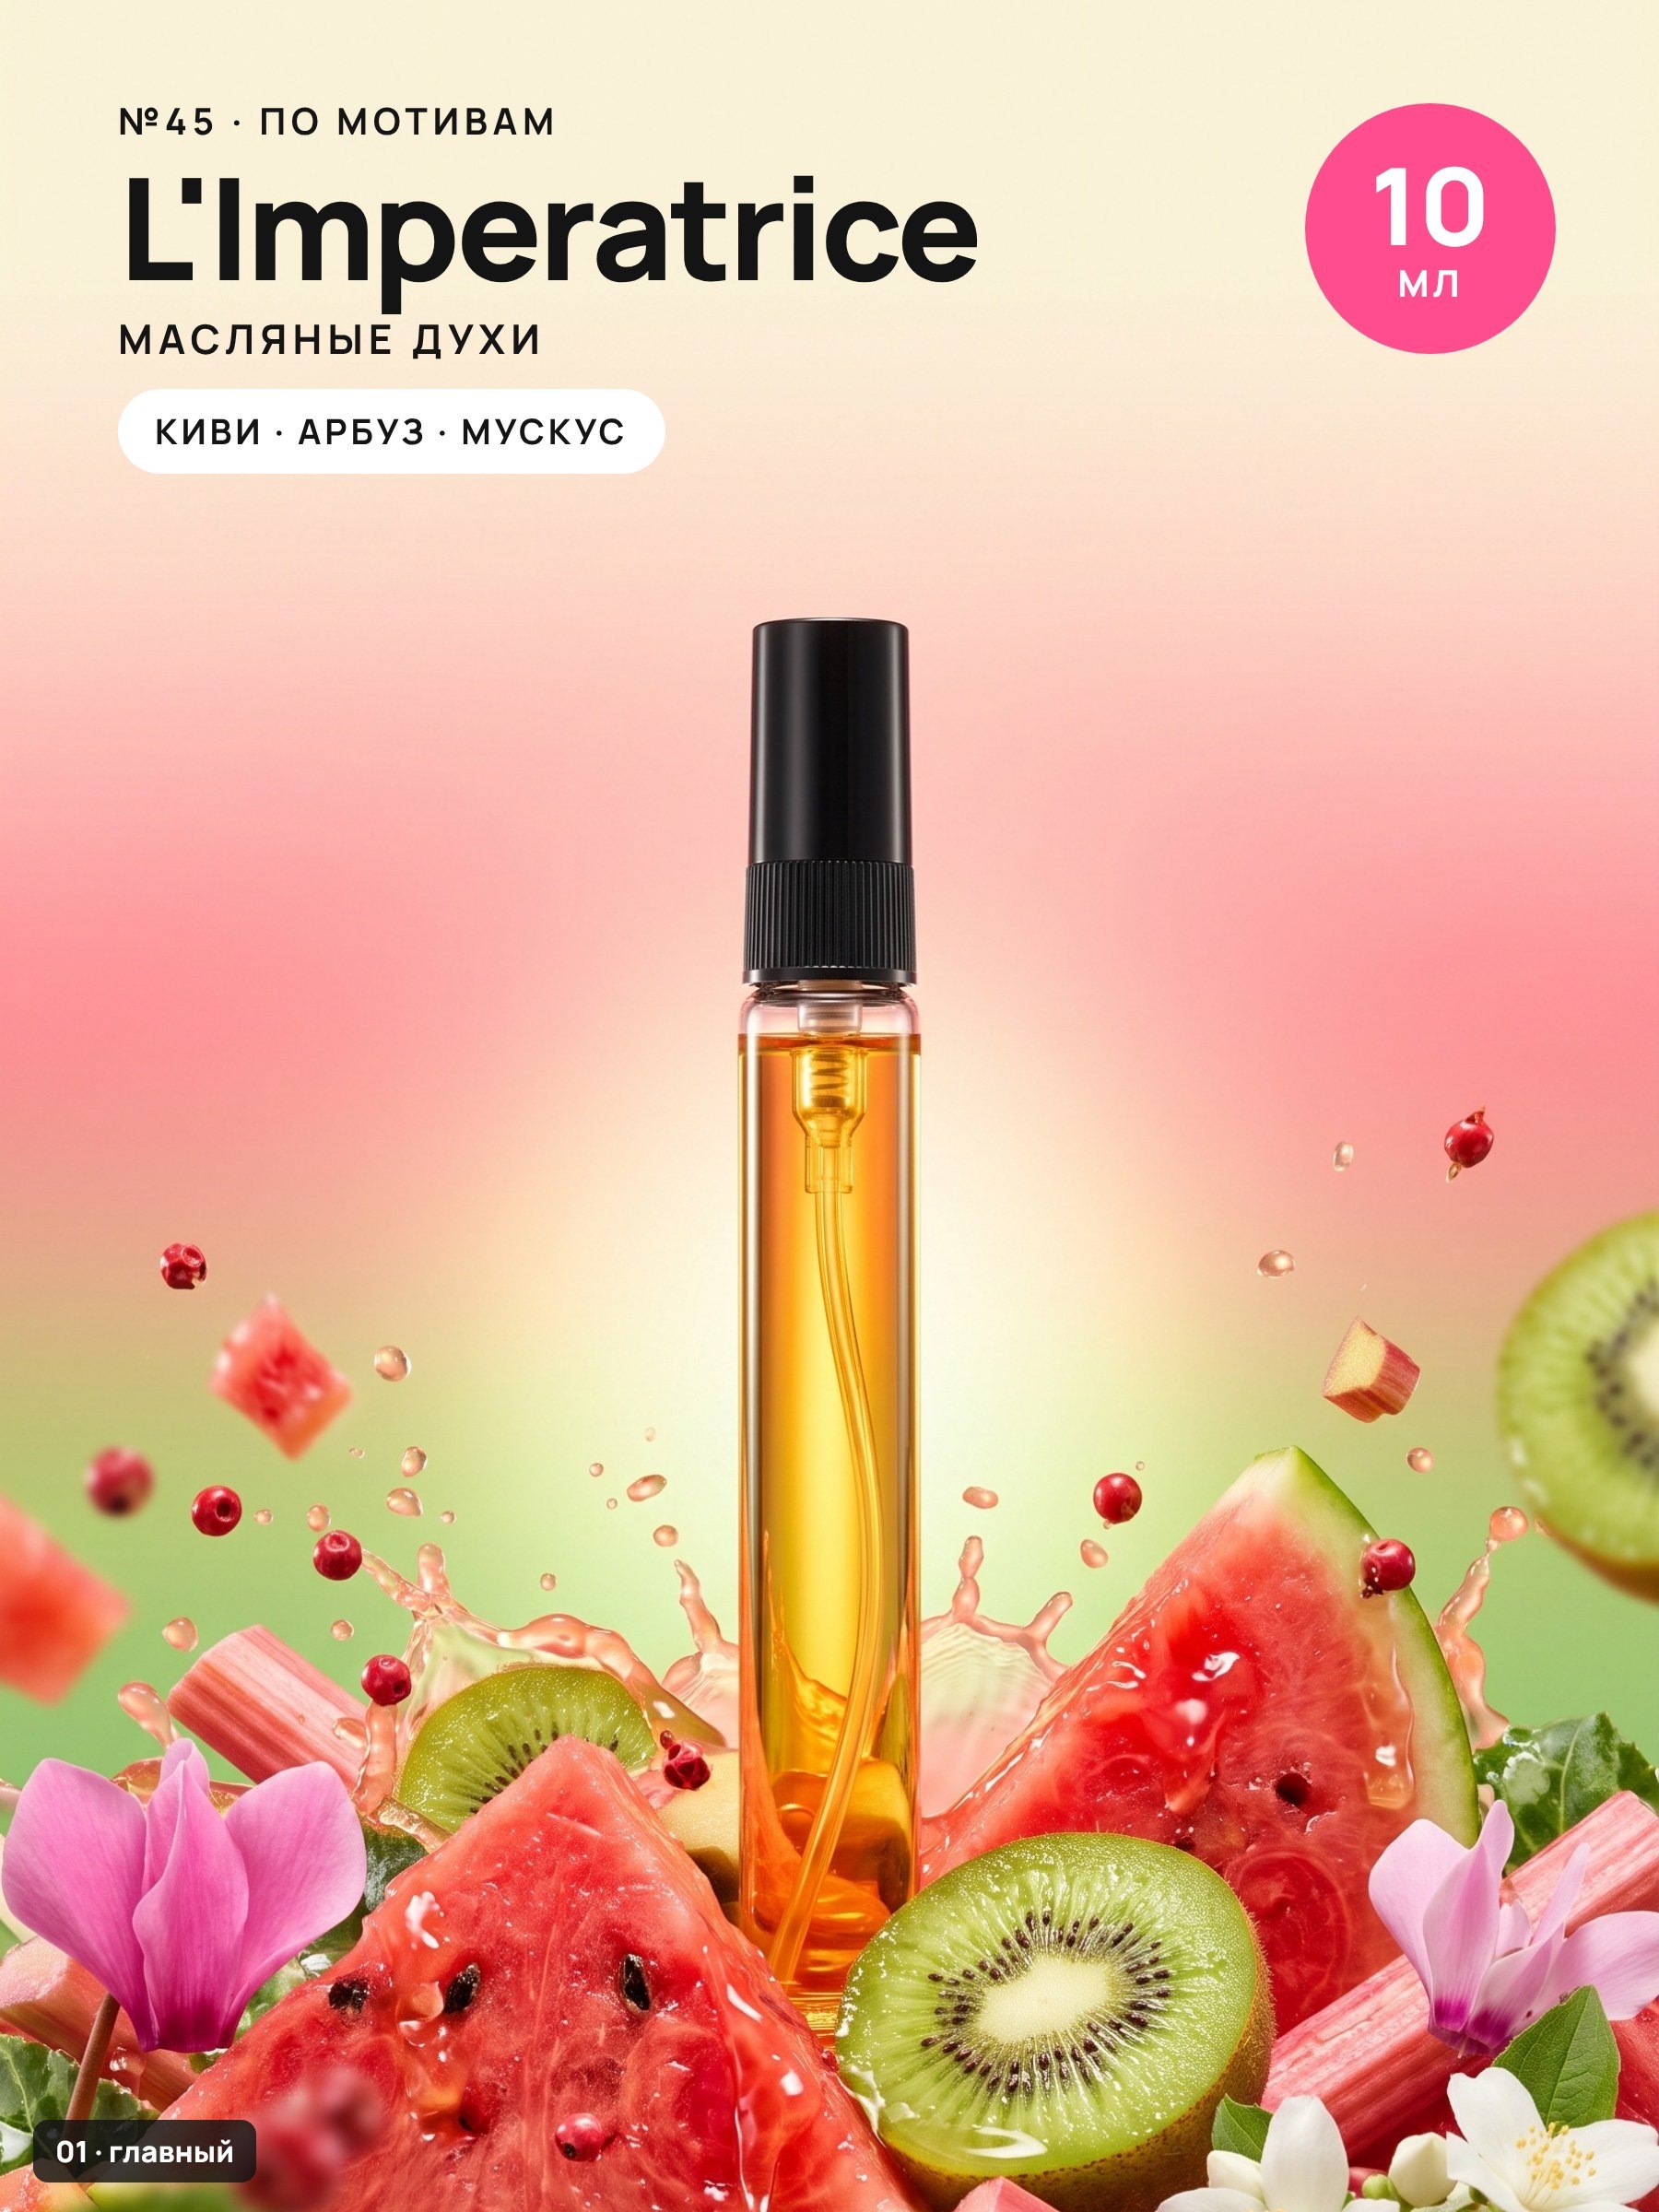 №45 · ПО МОТИВАМ
L'Imperatrice
МАСЛЯНЫЕ ДУХИ
КИВИ · АРБУЗ · МУСКУС
10
МЛ
01 · главный